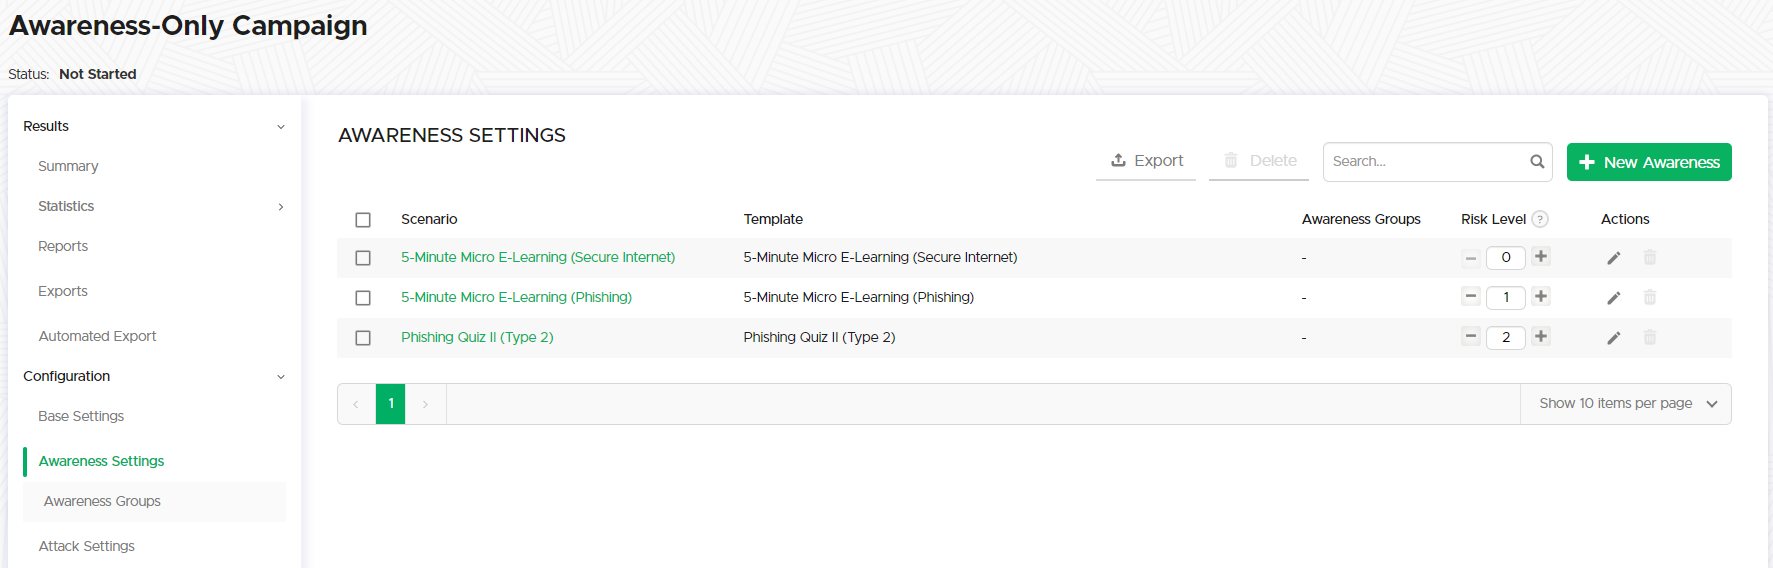 Awareness-Only Campaign
Status: Not Started
Results
Summary
Statistics
Reports
Exports
Automated Export
Configuration
Base Settings
Awareness Settings
Awareness Groups
Attack Settings
AWARENESS SETTINGS
Export Delete Search... + New Awareness
Scenario Template Awareness Groups Risk Level ? Actions
5-Minute Micro E-Learning (Secure Internet) 5-Minute Micro E-Learning (Secure Internet) - − 0 +
5-Minute Micro E-Learning (Phishing) 5-Minute Micro E-Learning (Phishing) - − 1 +
Phishing Quiz II (Type 2) Phishing Quiz II (Type 2) - − 2 +
‹ 1 › Show 10 items per page